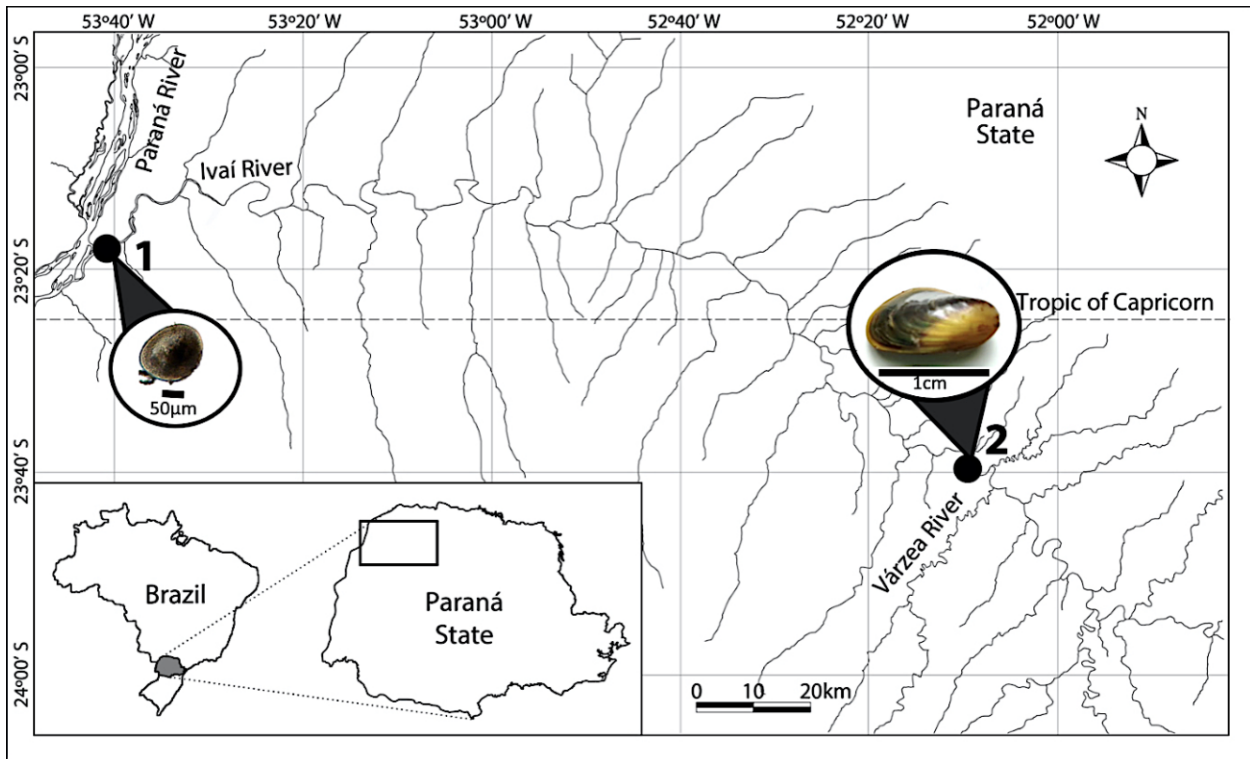 53º40' W
53º20' W
53º00' W
52º40' W
52º20' W
52º00' W
23º00' S
23º20' S
23º40' S
24º00' S
Paraná River
Ivaí River
Paraná
State
N
1
50µm
Tropic of Capricorn
1cm
2
Várzea River
Brazil
Paraná
State
0 10 20km